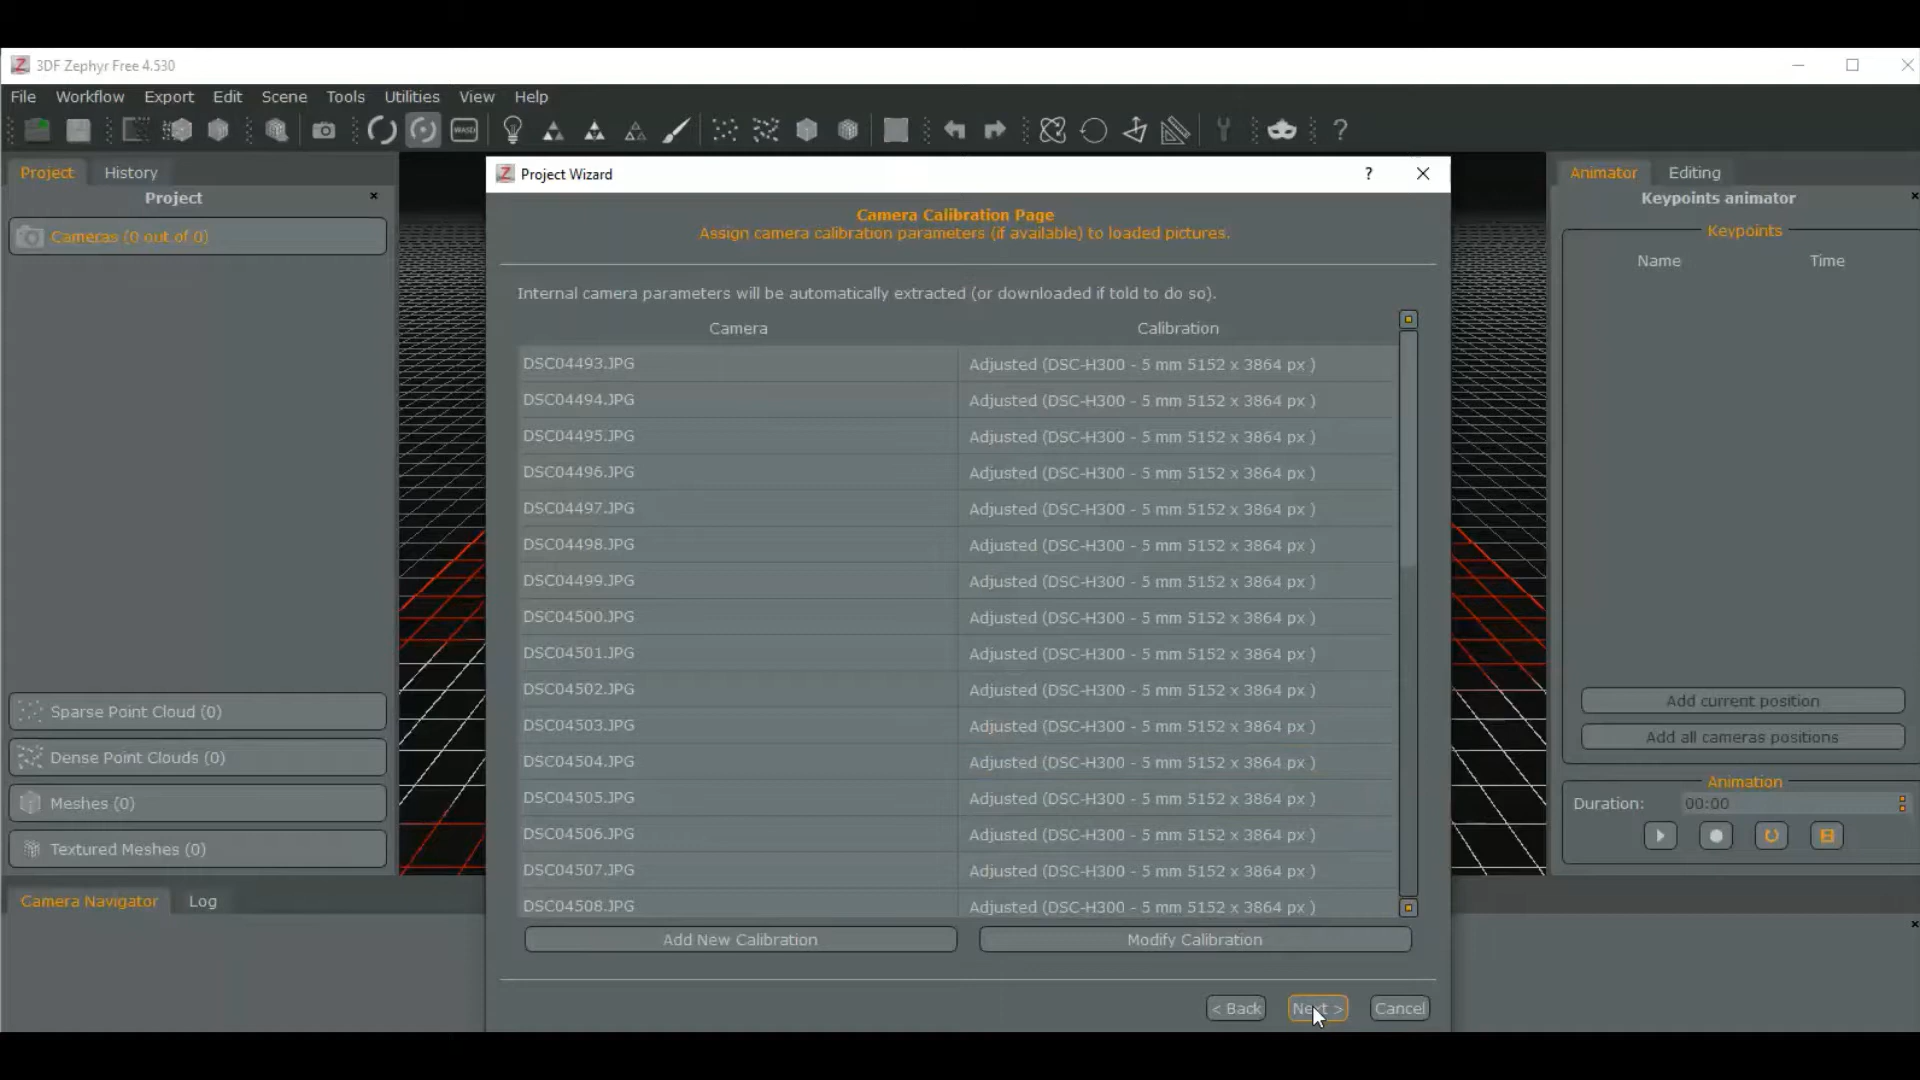 3DF Zephyr Free 4.530
File Workflow Export Edit Scene Tools Utilities View Help
WASD
Project History
Project
Cameras (0 out of 0)
Sparse Point Cloud (0)
Dense Point Clouds (0)
Meshes (0)
Textured Meshes (0)
Camera Navigator Log
Project Wizard
Camera Calibration Page
Assign camera calibration parameters (if available) to loaded pictures.
Internal camera parameters will be automatically extracted (or downloaded if told to do so).
Camera Calibration
DSC04493.JPG Adjusted (DSC-H300 - 5 mm 5152 x 3864 px )
DSC04494.JPG Adjusted (DSC-H300 - 5 mm 5152 x 3864 px )
DSC04495.JPG Adjusted (DSC-H300 - 5 mm 5152 x 3864 px )
DSC04496.JPG Adjusted (DSC-H300 - 5 mm 5152 x 3864 px )
DSC04497.JPG Adjusted (DSC-H300 - 5 mm 5152 x 3864 px )
DSC04498.JPG Adjusted (DSC-H300 - 5 mm 5152 x 3864 px )
DSC04499.JPG Adjusted (DSC-H300 - 5 mm 5152 x 3864 px )
DSC04500.JPG Adjusted (DSC-H300 - 5 mm 5152 x 3864 px )
DSC04501.JPG Adjusted (DSC-H300 - 5 mm 5152 x 3864 px )
DSC04502.JPG Adjusted (DSC-H300 - 5 mm 5152 x 3864 px )
DSC04503.JPG Adjusted (DSC-H300 - 5 mm 5152 x 3864 px )
DSC04504.JPG Adjusted (DSC-H300 - 5 mm 5152 x 3864 px )
DSC04505.JPG Adjusted (DSC-H300 - 5 mm 5152 x 3864 px )
DSC04506.JPG Adjusted (DSC-H300 - 5 mm 5152 x 3864 px )
DSC04507.JPG Adjusted (DSC-H300 - 5 mm 5152 x 3864 px )
DSC04508.JPG Adjusted (DSC-H300 - 5 mm 5152 x 3864 px )
Add New Calibration Modify Calibration
< Back Next > Cancel
Animator Editing
Keypoints animator
Keypoints
Name Time
Add current position
Add all cameras positions
Animation
Duration: 00:00